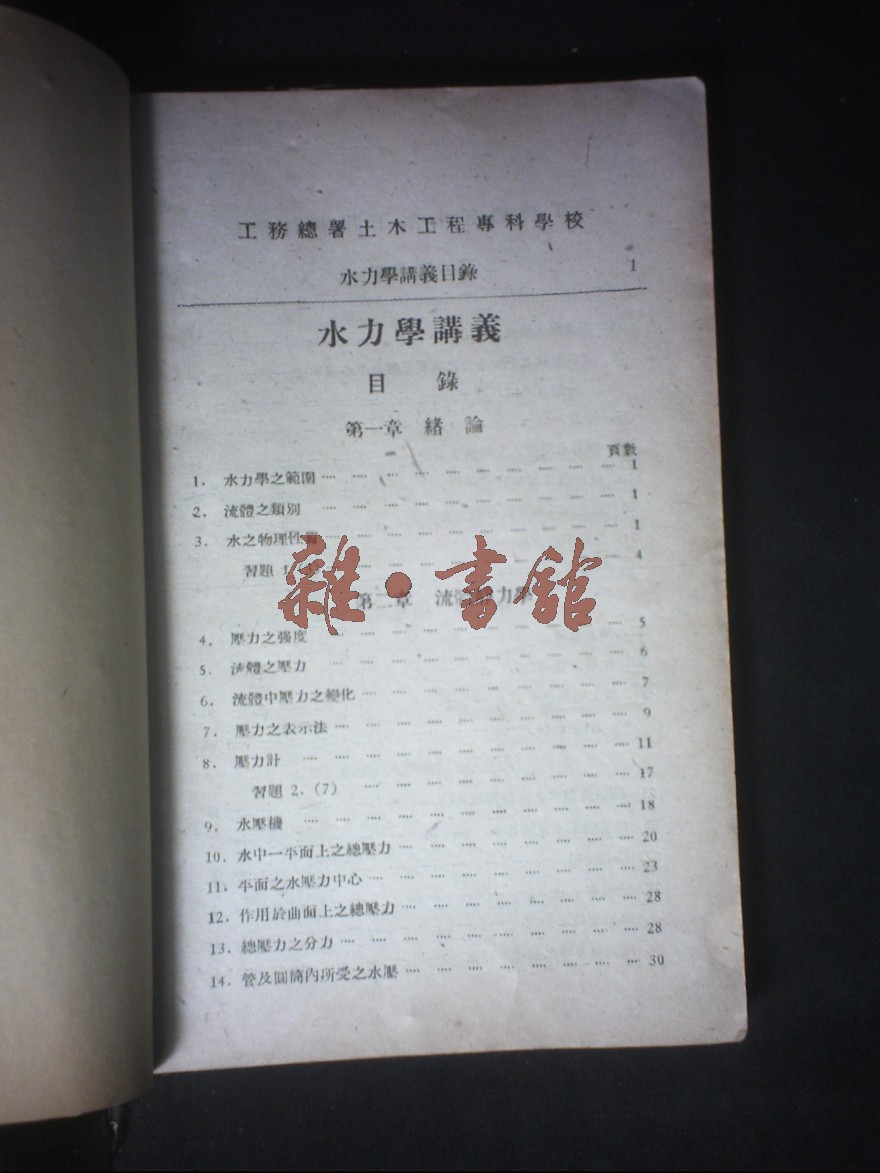 工務總署土木工程專科學校
水力學講義目錄 1
水力學講義
目 錄
第一章 緒 論
頁數
1. 水力學之範圍 1
2. 流體之類別 1
3. 水之物理性 1
習題 1. 4
第二章 流 力學
雜·書館
4. 壓力之强度 5
5. 流體之壓力 6
6. 流體中壓力之變化 7
7. 壓力之表示法 9
8. 壓力計 11
習題 2. (7) 17
9. 水壓機 18
10. 水中一平面上之總壓力 20
11. 平面之水壓力中心 23
12. 作用於曲面上之總壓力 28
13. 總壓力之分力 28
14. 管及圓筒內所受之水壓 30